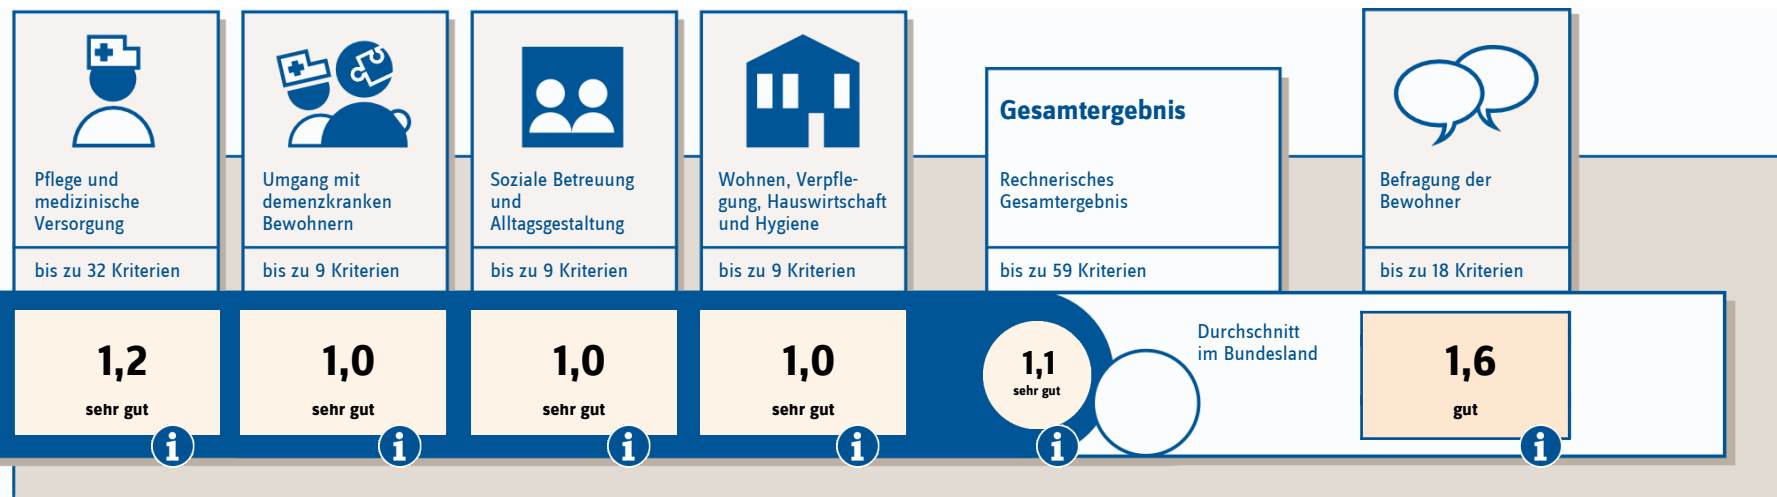 Pflege und
medizinische
Versorgung
bis zu 32 Kriterien
1,2
sehr gut
i
Umgang mit
demenzkranken
Bewohnern
bis zu 9 Kriterien
1,0
sehr gut
i
Soziale Betreuung
und
Alltagsgestaltung
bis zu 9 Kriterien
1,0
sehr gut
i
Wohnen, Verpfle-
gung, Hauswirtschaft
und Hygiene
bis zu 9 Kriterien
1,0
sehr gut
i
Gesamtergebnis
Rechnerisches
Gesamtergebnis
bis zu 59 Kriterien
1,1
sehr gut
i
Durchschnitt
im Bundesland
Befragung der
Bewohner
bis zu 18 Kriterien
1,6
gut
i